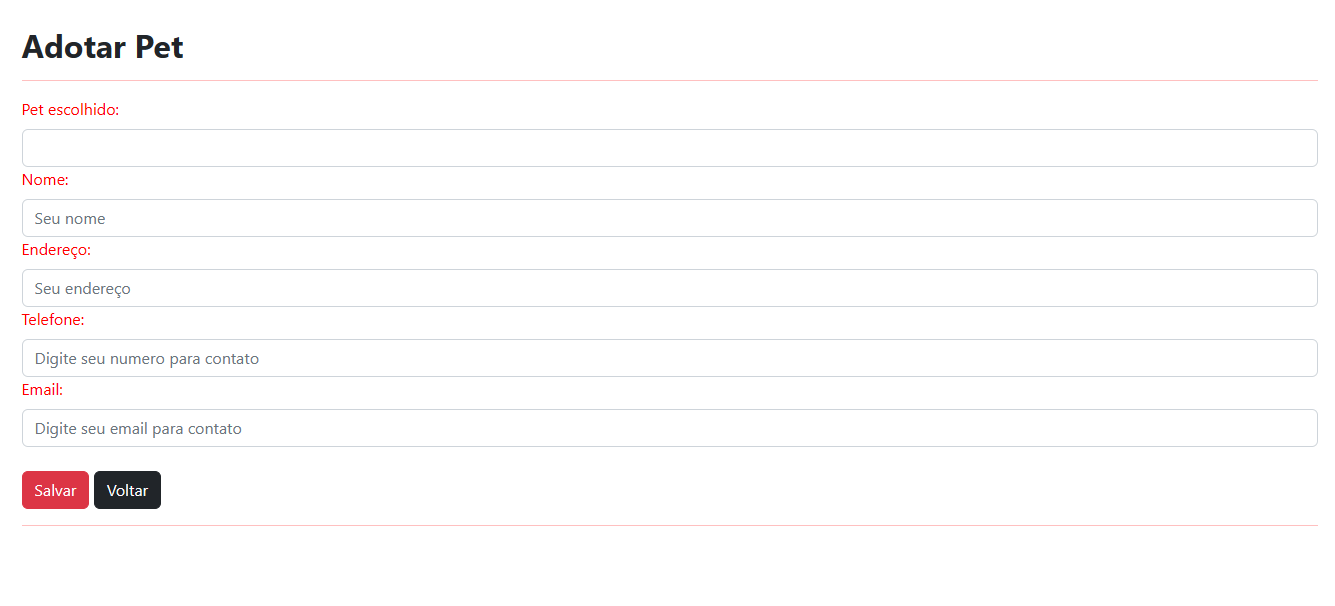 Adotar Pet
Pet escolhido:
Nome:
Seu nome
Endereço:
Seu endereço
Telefone:
Digite seu numero para contato
Email:
Digite seu email para contato
Salvar Voltar